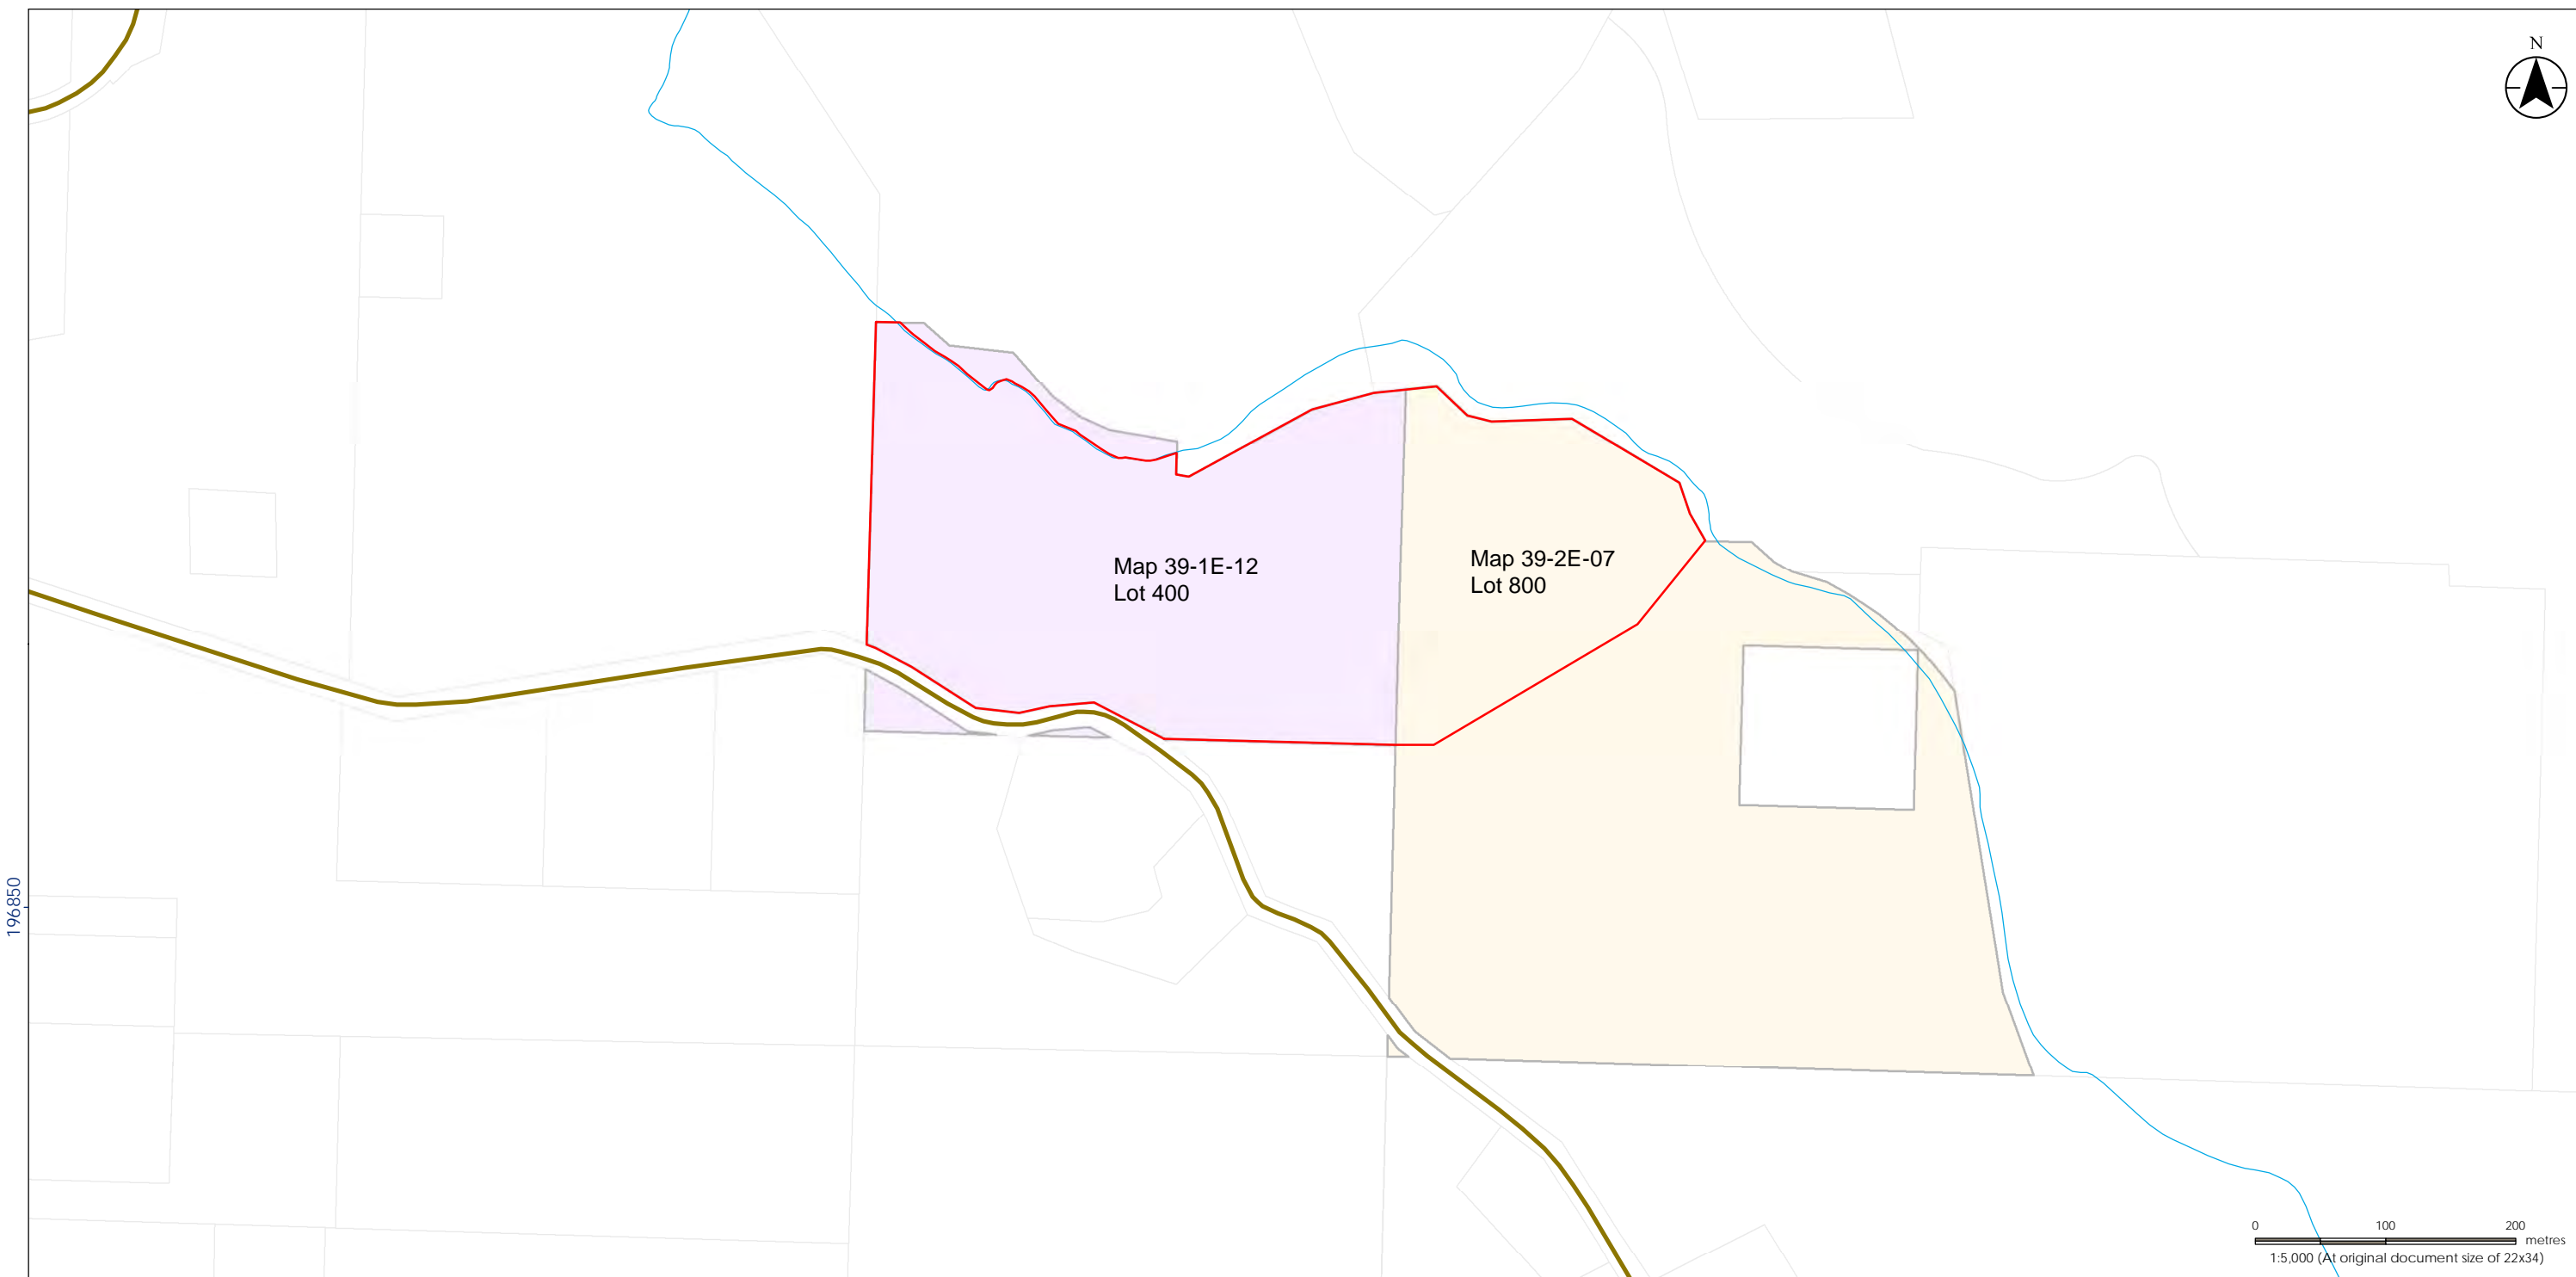 N
Map 39-1E-12
Lot 400
Map 39-2E-07
Lot 800
196850
0 100 200
metres
1:5,000 (At original document size of 22x34)